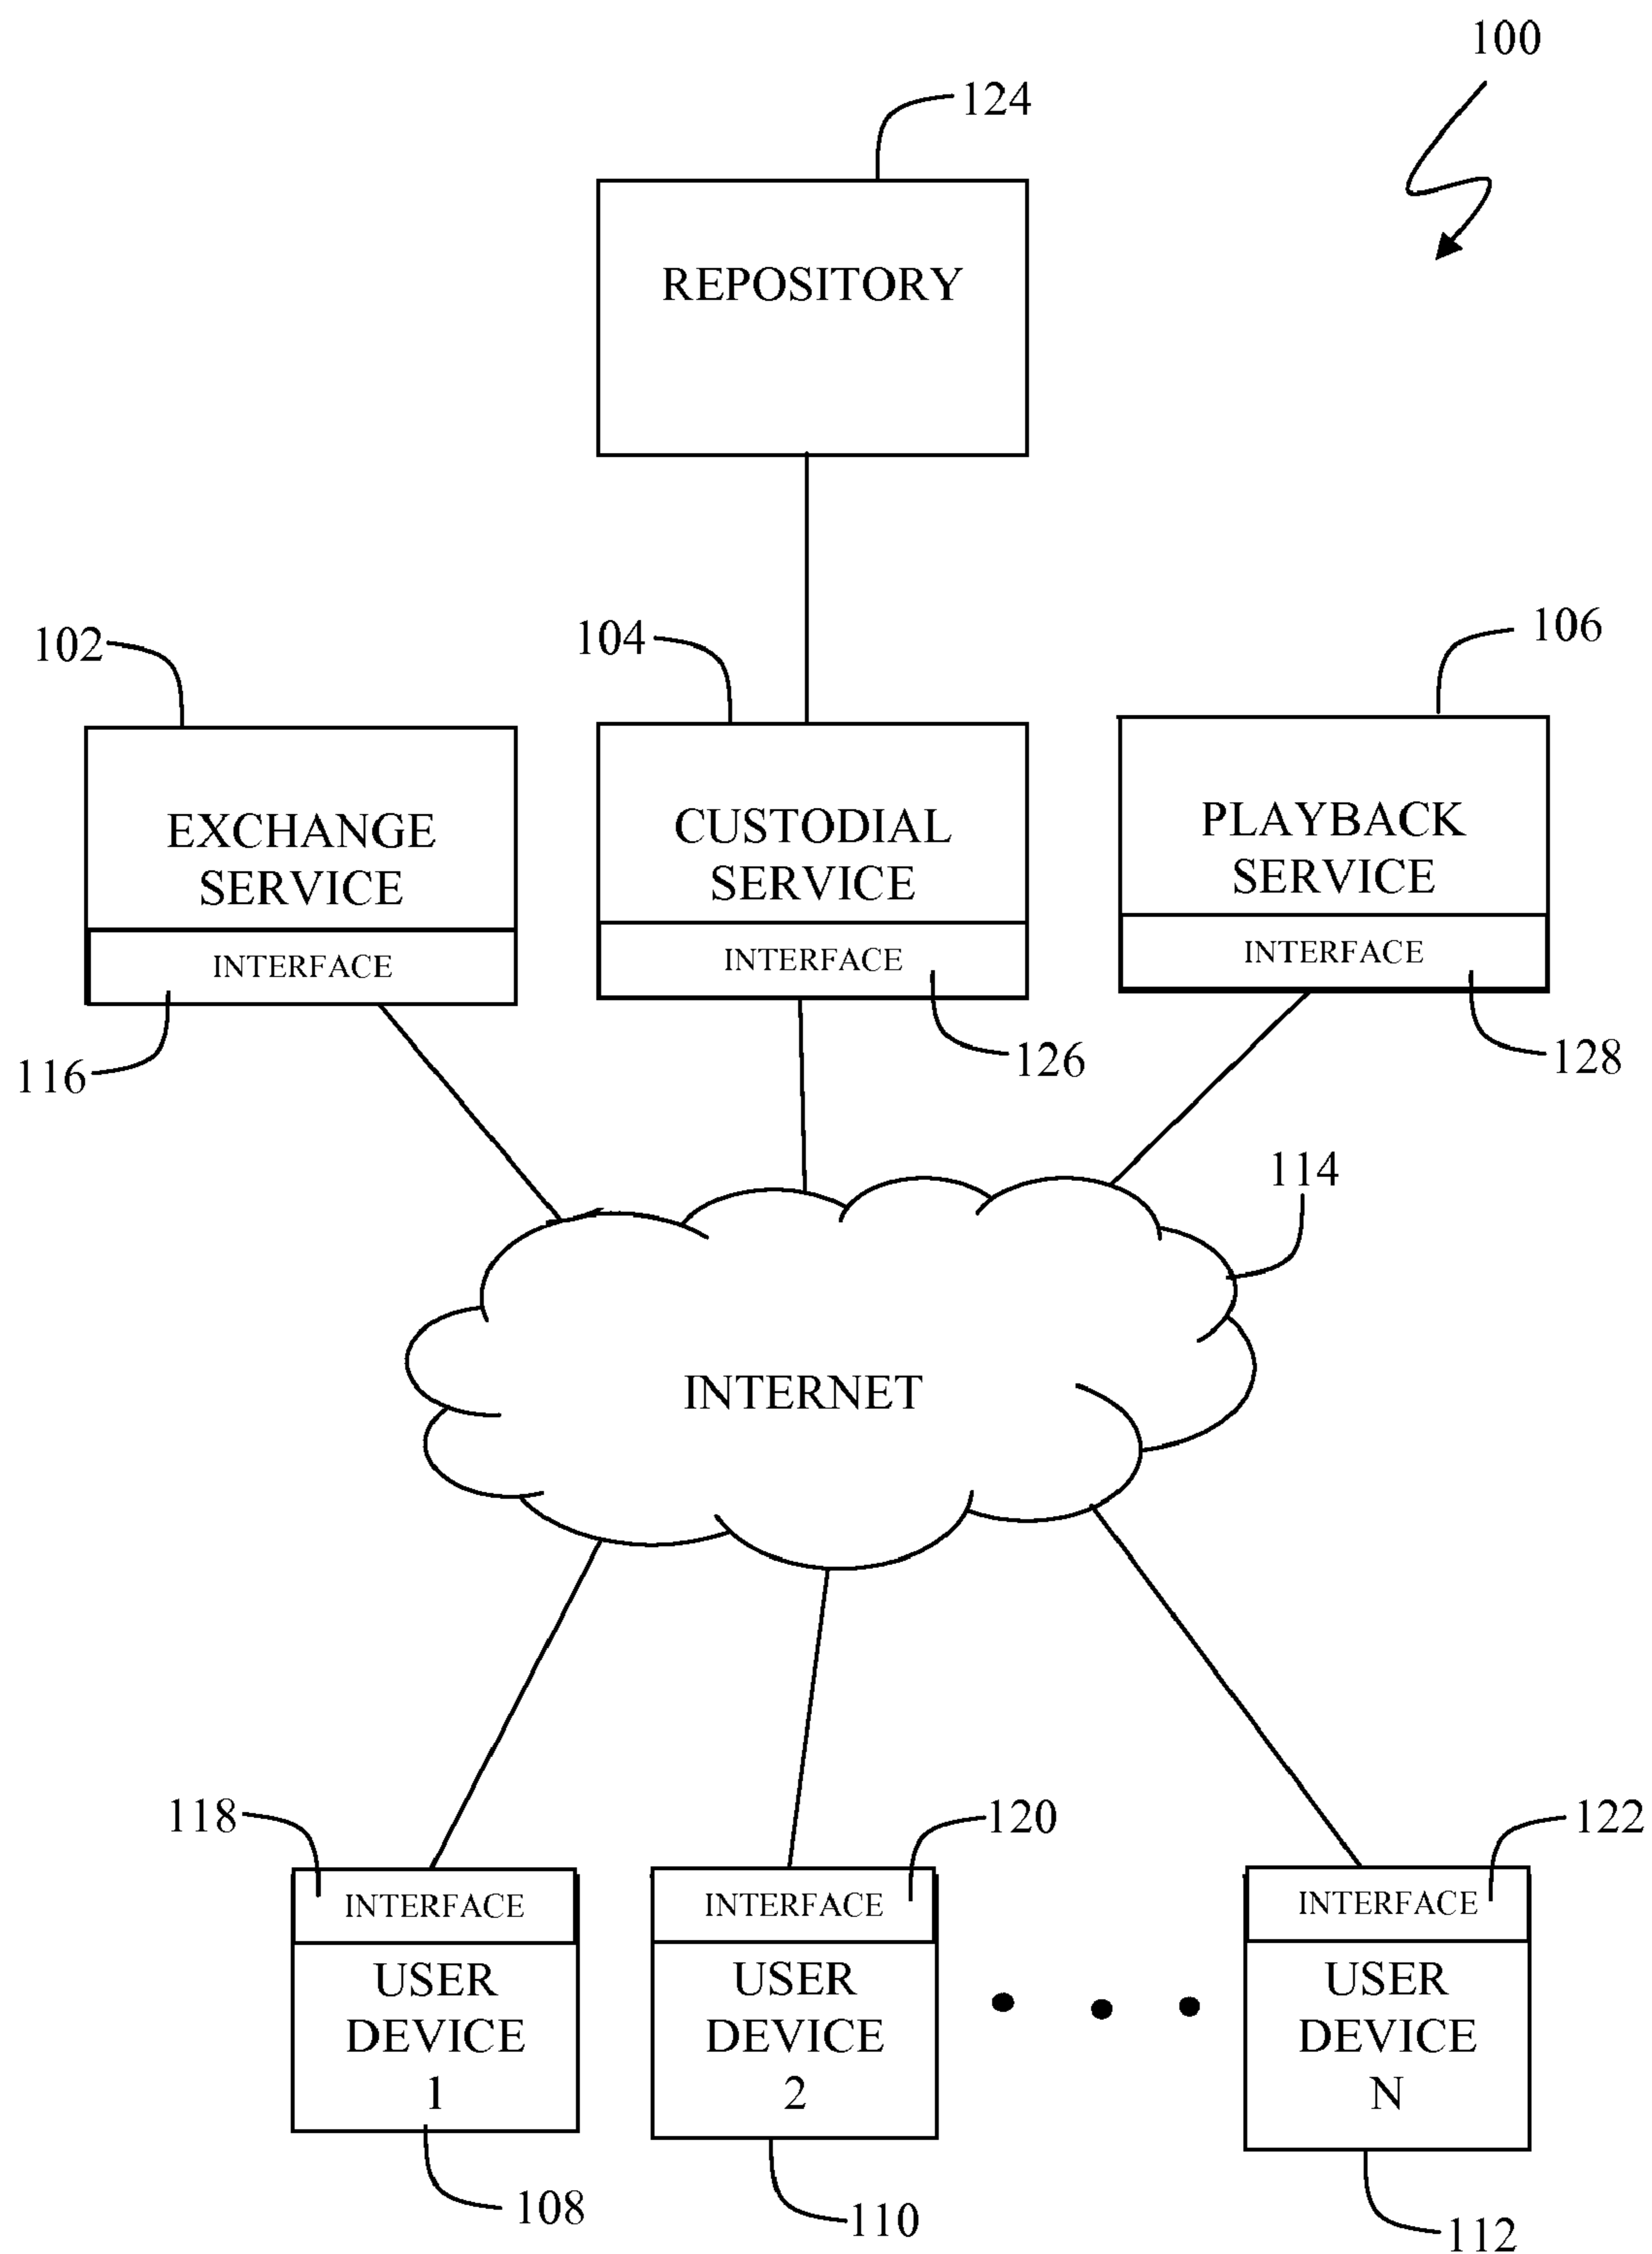 100
124
REPOSITORY
102
104
106
EXCHANGE
SERVICE
INTERFACE
CUSTODIAL
SERVICE
INTERFACE
PLAYBACK
SERVICE
INTERFACE
116
126
128
114
INTERNET
118
120
122
INTERFACE
USER
DEVICE
1
INTERFACE
USER
DEVICE
2
INTERFACE
USER
DEVICE
N
108
110
112